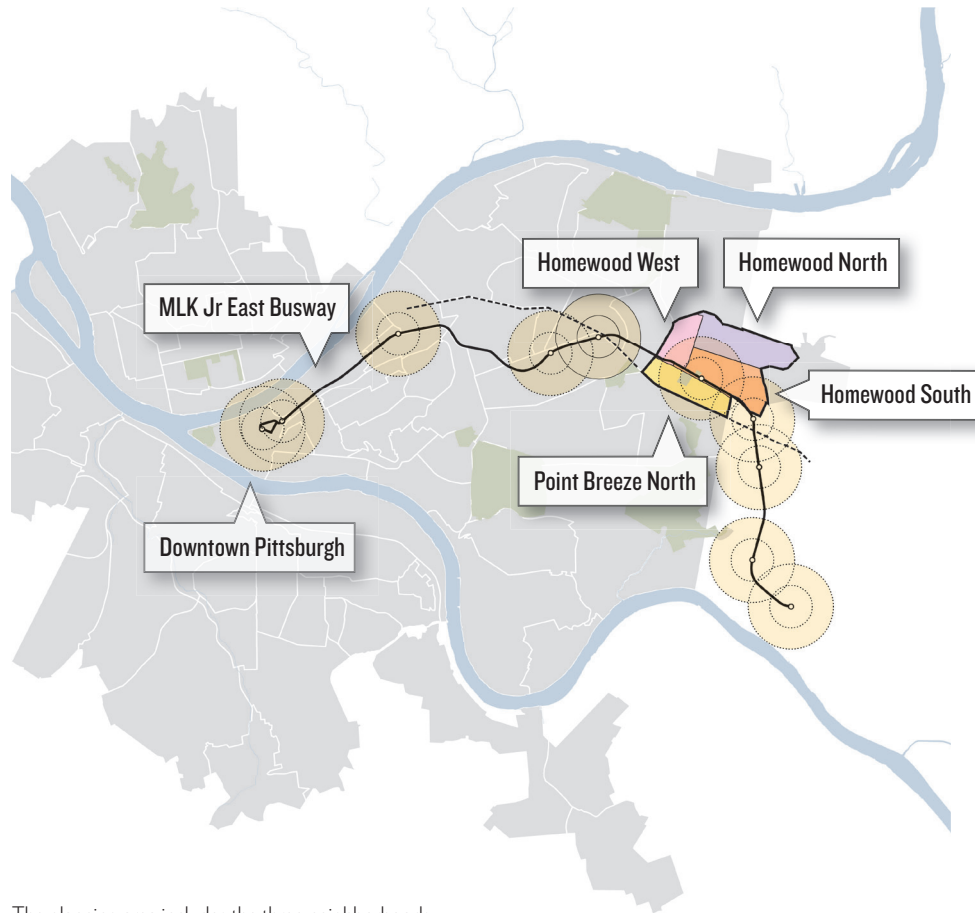 Homewood West
Homewood North
MLK Jr East Busway
Homewood South
Point Breeze North
Downtown Pittsburgh